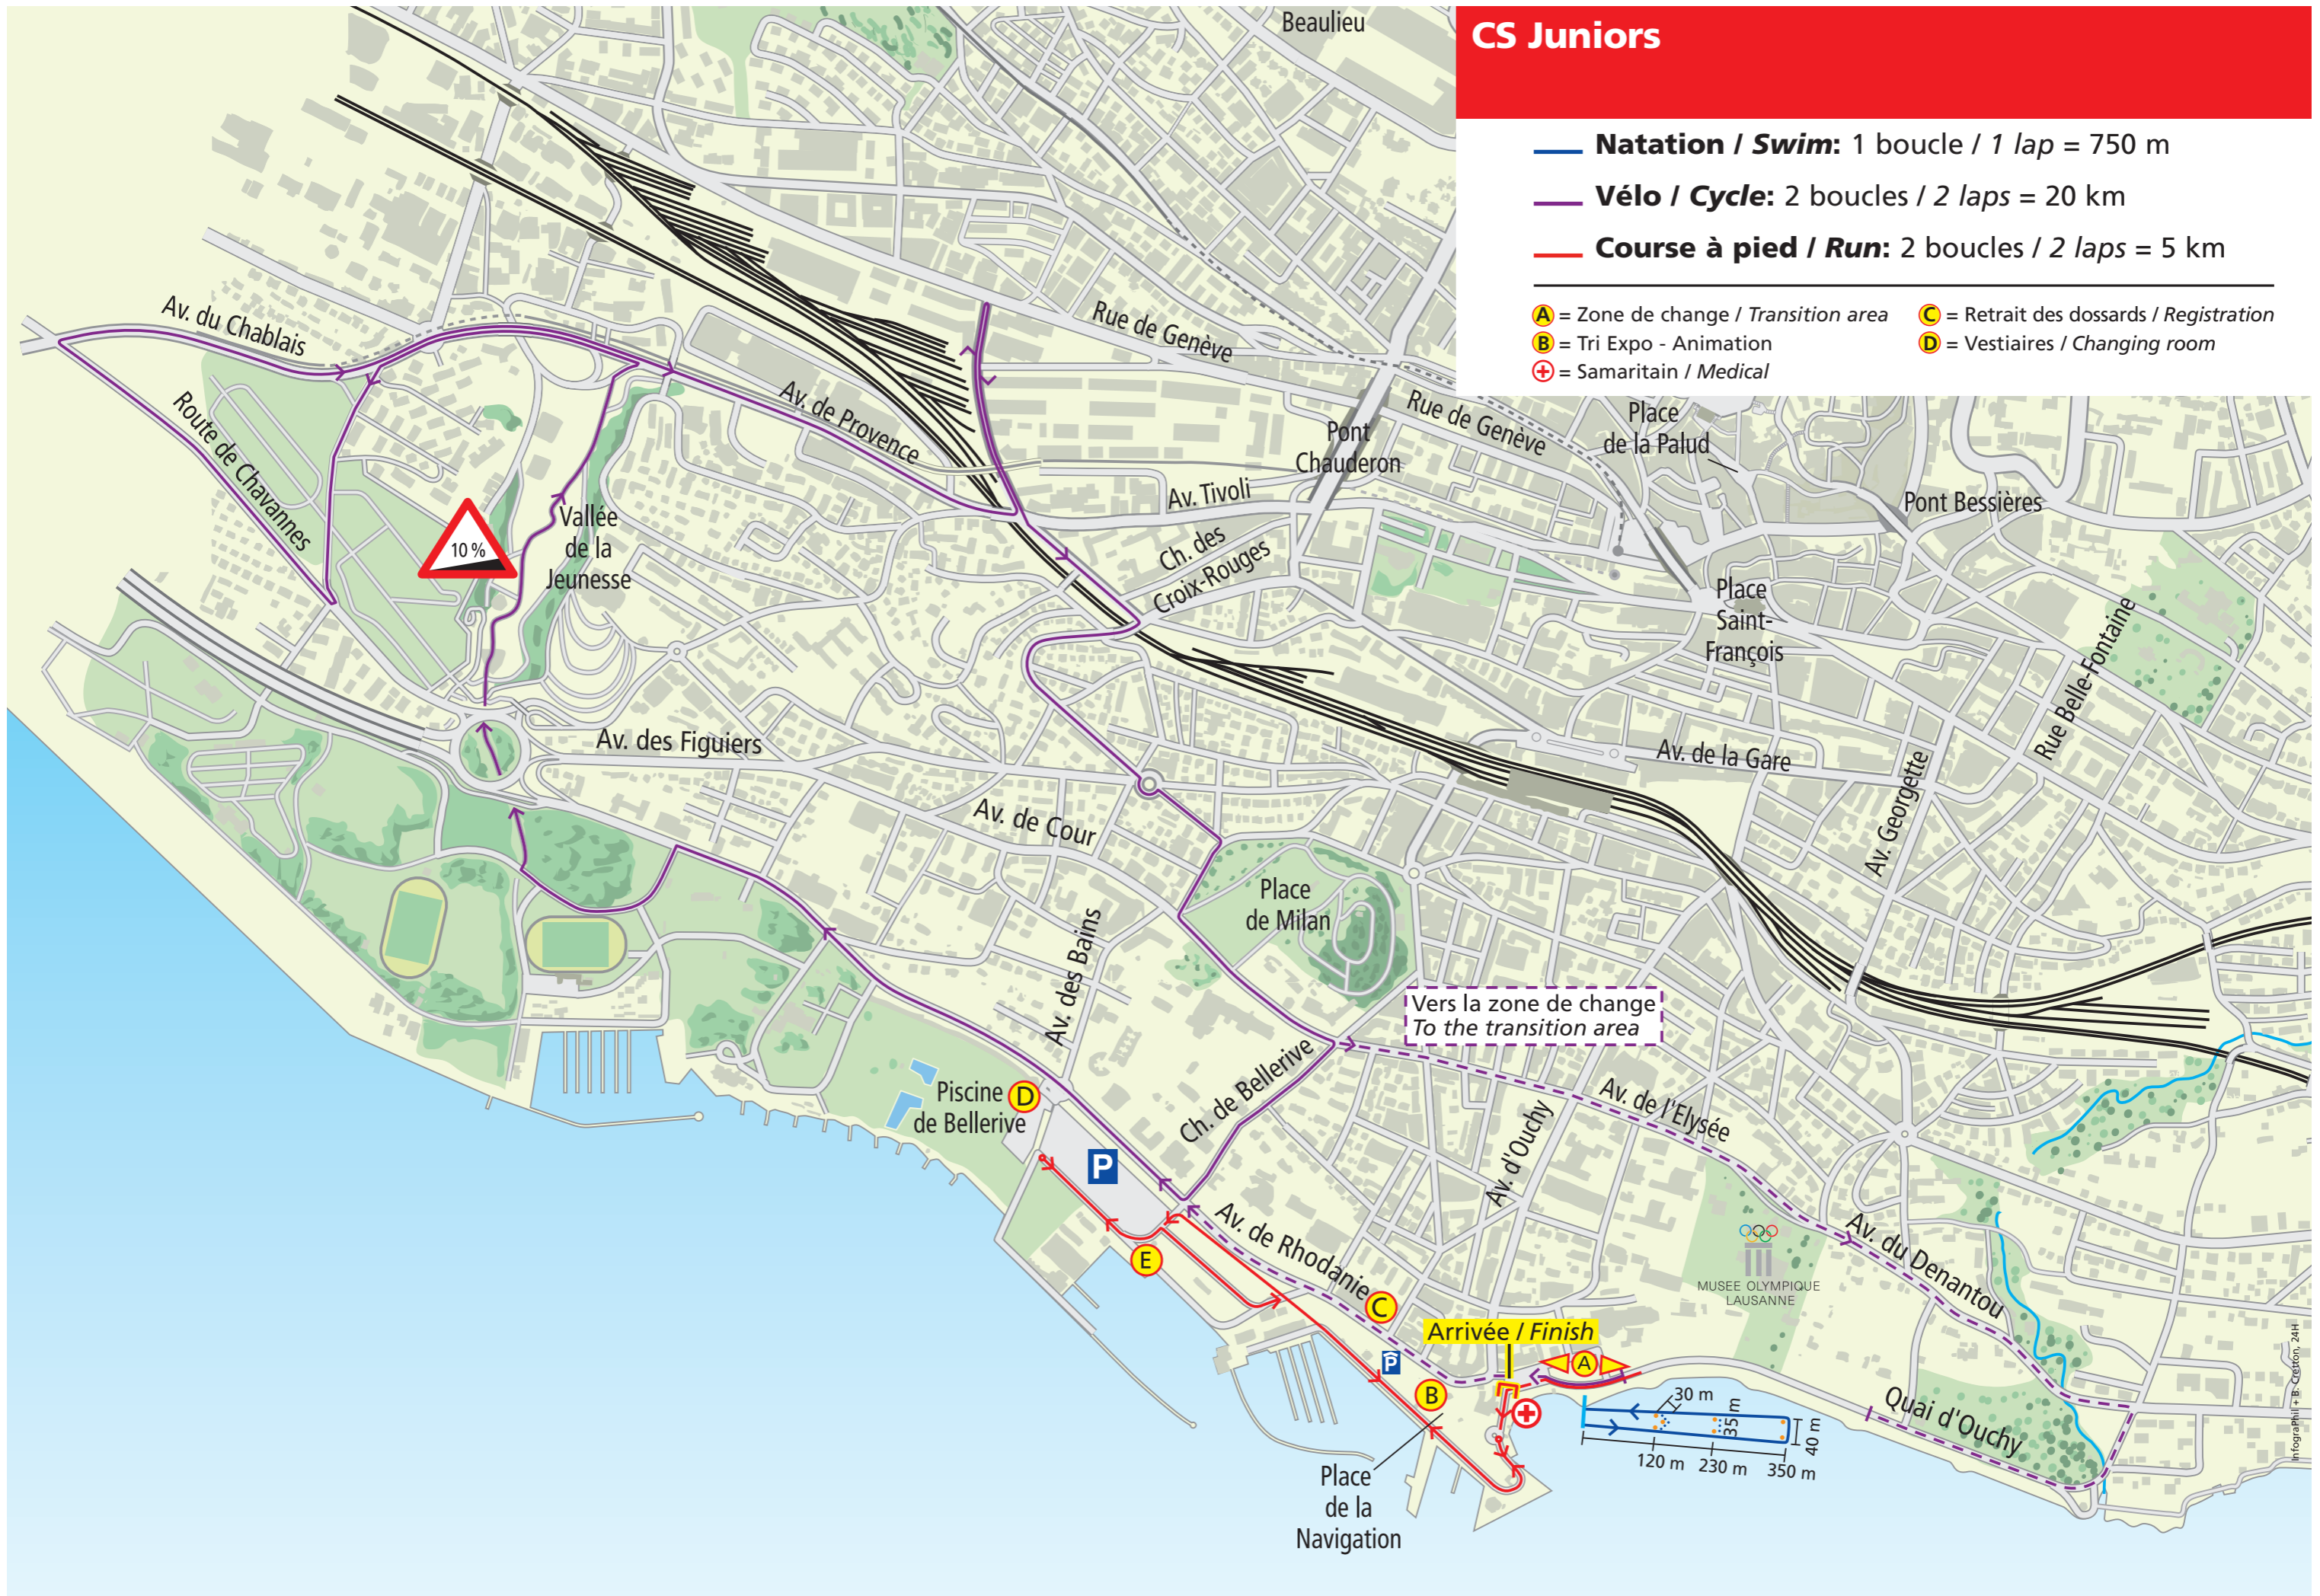 Beaulieu
CS Juniors
Natation / Swim: 1 boucle / 1 lap = 750 m
Vélo / Cycle: 2 boucles / 2 laps = 20 km
Course à pied / Run: 2 boucles / 2 laps = 5 km
A = Zone de change / Transition area
C = Retrait des dossards / Registration
B = Tri Expo - Animation
D = Vestiaires / Changing room
= Samaritain / Medical
Av. du Chablais
Rue de Genève
Av. de Provence
Route de Chavannes
Rue de Genève
Place
de la Palud
Pont
Chauderon
Av. Tivoli
Pont Bessières
10 %
Vallée
de la
Jeunesse
Ch. des
Croix-Rouges
Place
Saint-
François
Rue Belle-Fontaine
Av. des Figuiers
Av. de la Gare
Av. de Cour
Av. Georgette
Place
de Milan
Av. des Bains
Vers la zone de change
To the transition area
Piscine
de Bellerive
D
Ch. de Bellerive
Av. de l'Elysée
P
Av. d'Ouchy
Av. de Rhodanie
Av. du Denantou
E
MUSEE OLYMPIQUE
LAUSANNE
C
Arrivée / Finish
A
P
B
30 m
35 m
40 m
120 m
230 m
350 m
Quai d'Ouchy
Place
de la
Navigation
InfograPhil + B. Cretton, 24H